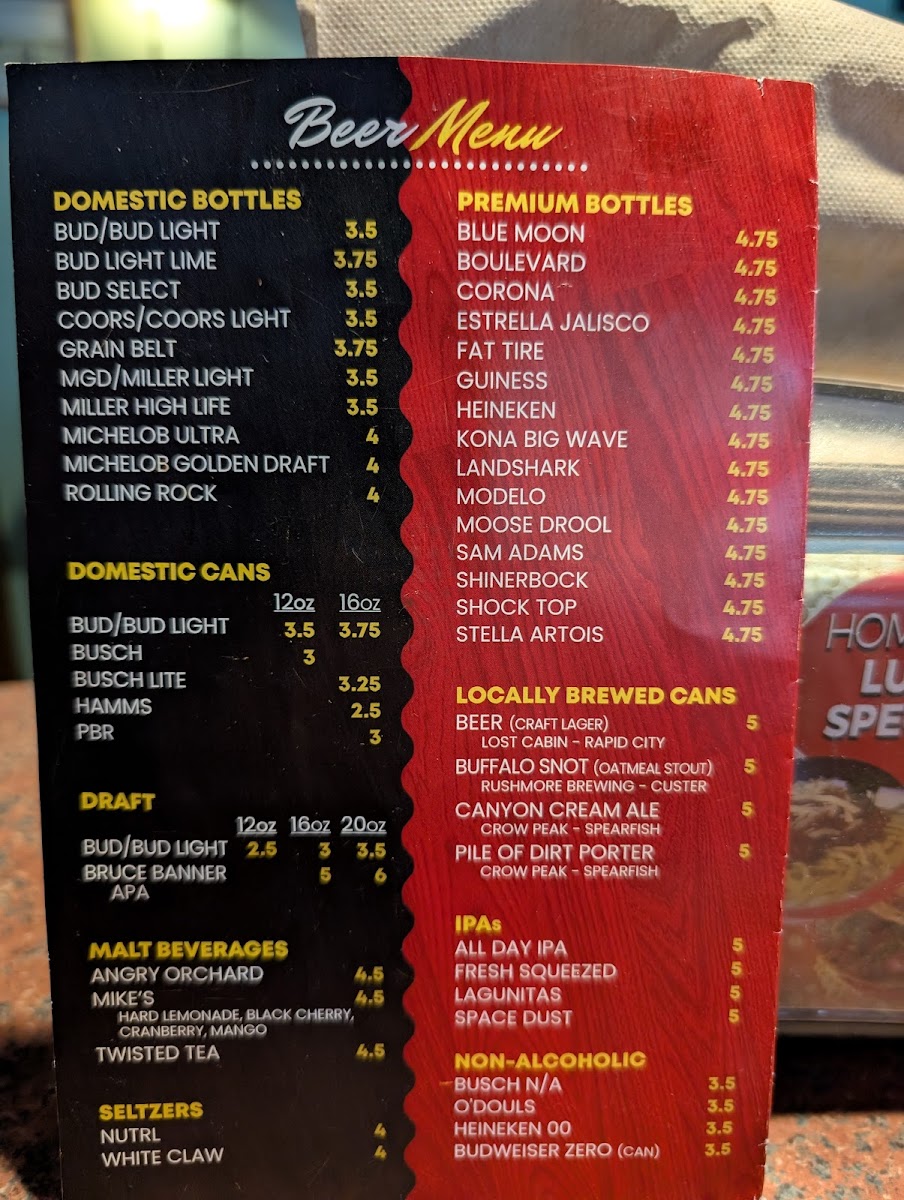 Beer Menu
DOMESTIC BOTTLES
BUD/BUD LIGHT 3.5
BUD LIGHT LIME 3.75
BUD SELECT 3.5
COORS/COORS LIGHT 3.5
GRAIN BELT 3.75
MGD/MILLER LIGHT 3.5
MILLER HIGH LIFE 3.5
MICHELOB ULTRA 4
MICHELOB GOLDEN DRAFT 4
ROLLING ROCK 4
DOMESTIC CANS
12oz 16oz
BUD/BUD LIGHT 3.5 3.75
BUSCH 3
BUSCH LITE 3.25
HAMMS 2.5
PBR 3
DRAFT
12oz 16oz 20oz
BUD/BUD LIGHT 2.5 3 3.5
BRUCE BANNER 5 6
APA
MALT BEVERAGES
ANGRY ORCHARD 4.5
MIKE'S 4.5
HARD LEMONADE, BLACK CHERRY,
CRANBERRY, MANGO
TWISTED TEA 4.5
SELTZERS
NUTRL 4
WHITE CLAW 4
PREMIUM BOTTLES
BLUE MOON 4.75
BOULEVARD 4.75
CORONA 4.75
ESTRELLA JALISCO 4.75
FAT TIRE 4.75
GUINESS 4.75
HEINEKEN 4.75
KONA BIG WAVE 4.75
LANDSHARK 4.75
MODELO 4.75
MOOSE DROOL 4.75
SAM ADAMS 4.75
SHINERBOCK 4.75
SHOCK TOP 4.75
STELLA ARTOIS 4.75
LOCALLY BREWED CANS
BEER (CRAFT LAGER) 5
LOST CABIN - RAPID CITY
BUFFALO SNOT (OATMEAL STOUT) 5
RUSHMORE BREWING - CUSTER
CANYON CREAM ALE 5
CROW PEAK - SPEARFISH
PILE OF DIRT PORTER 5
CROW PEAK - SPEARFISH
IPAs
ALL DAY IPA 5
FRESH SQUEEZED 5
LAGUNITAS 5
SPACE DUST 5
NON-ALCOHOLIC
BUSCH N/A 3.5
O'DOULS 3.5
HEINEKEN 00 3.5
BUDWEISER ZERO (CAN) 3.5